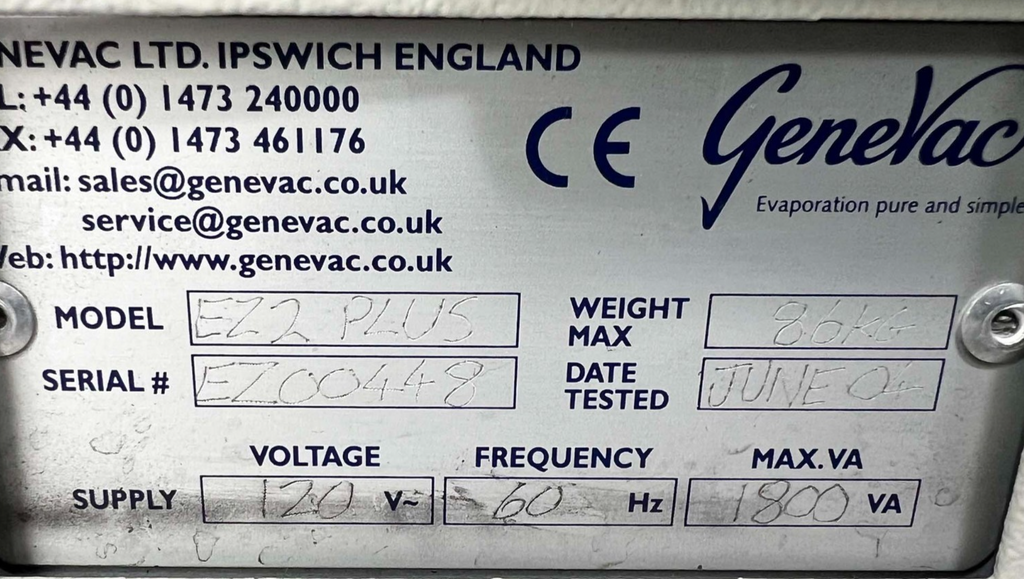 NEVAC LTD. IPSWICH ENGLAND
L: +44 (0) 1473 240000
X: +44 (0) 1473 461176
mail: sales@genevac.co.uk
service@genevac.co.uk
eb: http://www.genevac.co.uk
CE
GeneVac
Evaporation pure and simple
MODEL EZ2 PLUS
WEIGHT MAX 86KG
SERIAL # EZ00448
DATE TESTED JUNE 04
VOLTAGE FREQUENCY MAX. VA
SUPPLY 120 V~ 60 Hz 1800 VA